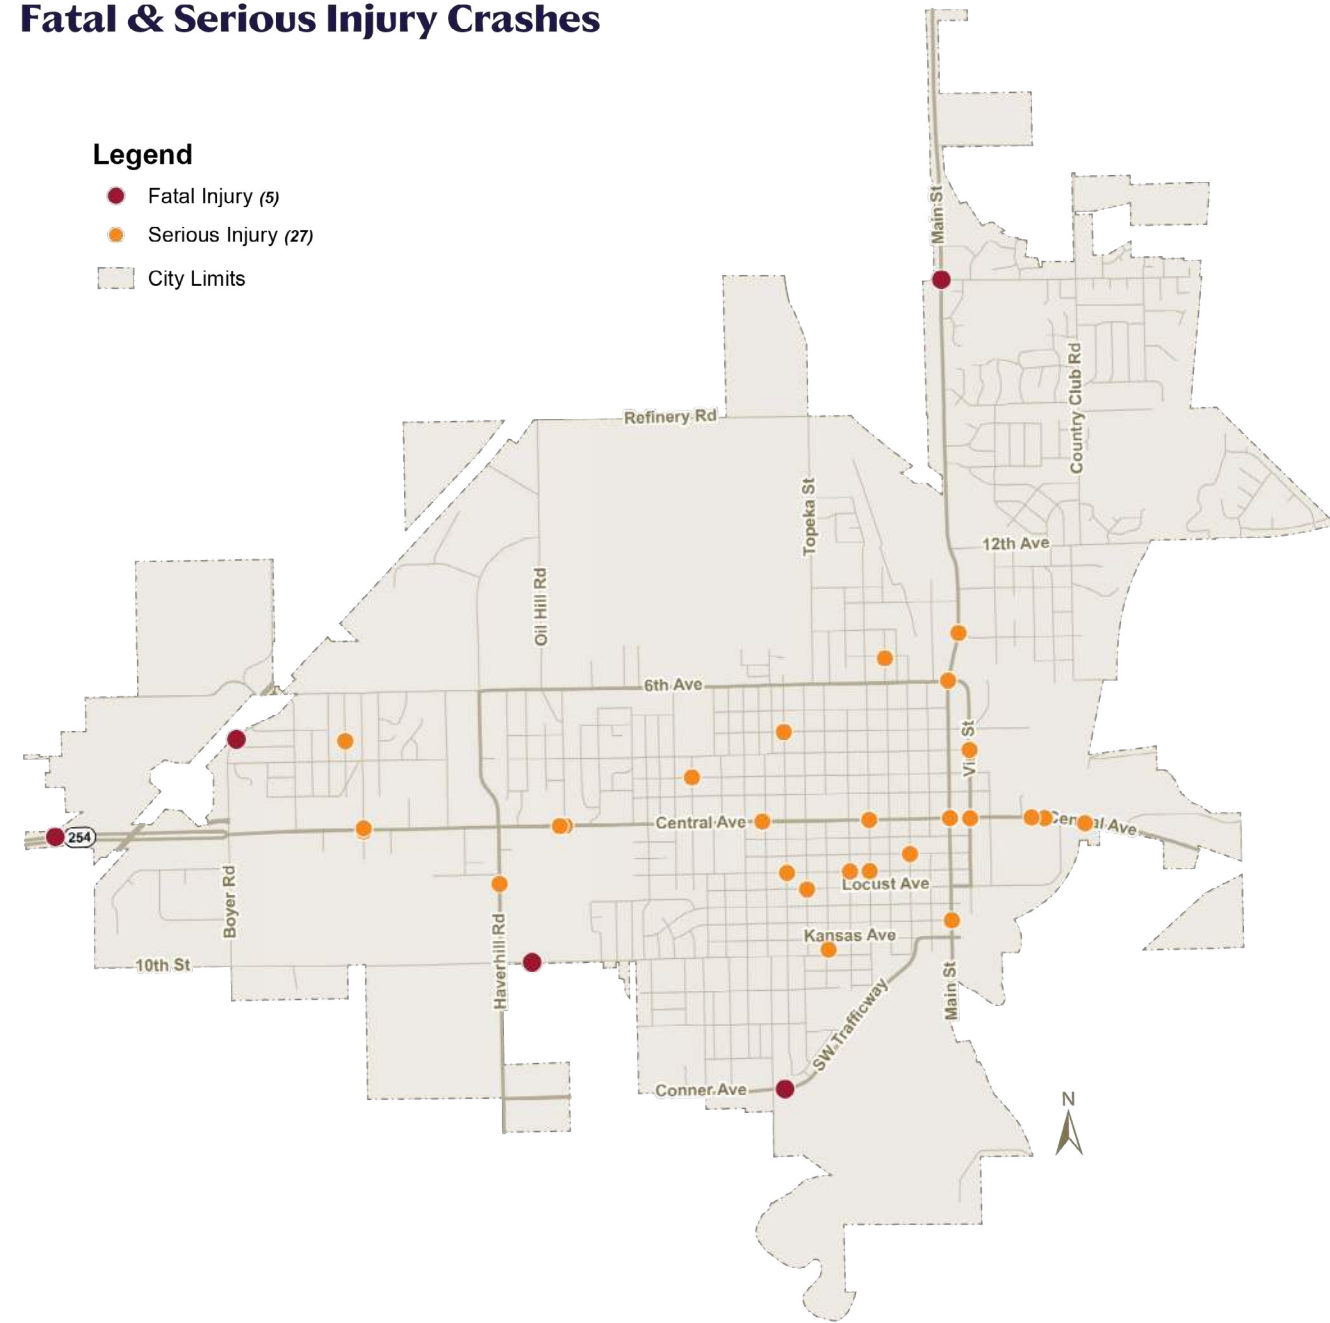 Fatal & Serious Injury Crashes
Legend
Fatal Injury (5)
Serious Injury (27)
City Limits
Main St
Country Club Rd
Refinery Rd
Topeka St
12th Ave
Oil Hill Rd
6th Ave
St
Central Ave
254
Boyer Rd
Locust Ave
Haverhill Rd
Kansas Ave
10th St
Main St
SW Trafficway
Conner Ave
N